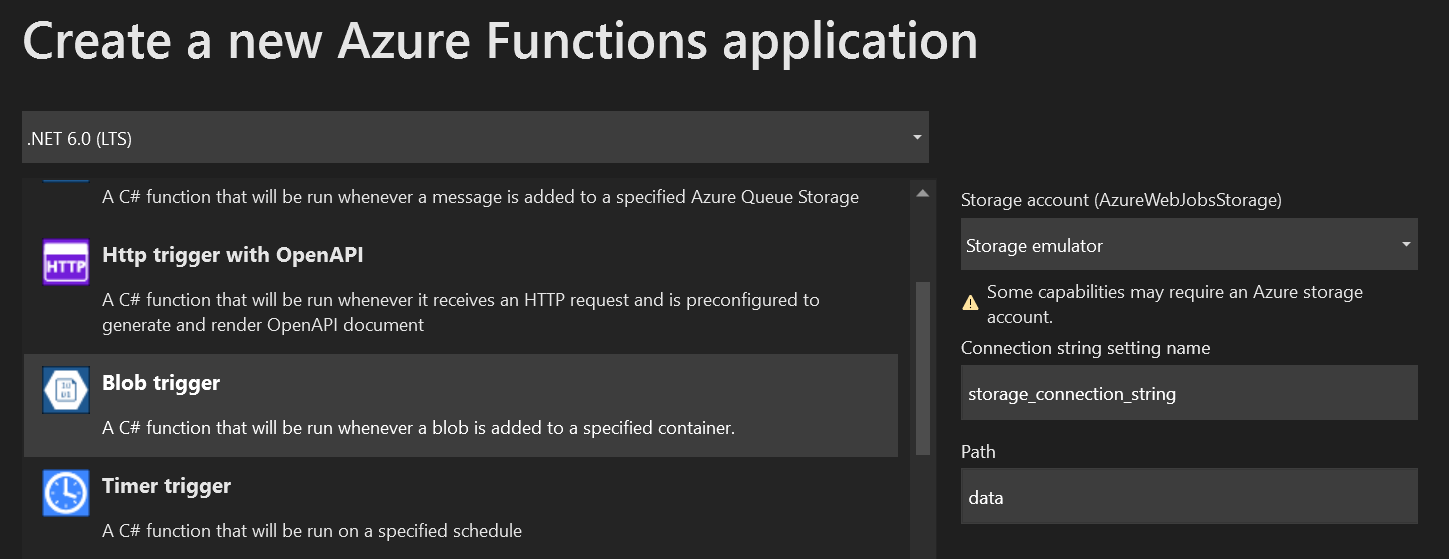 Create a new Azure Functions application
.NET 6.0 (LTS)
A C# function that will be run whenever a message is added to a specified Azure Queue Storage
HTTP
Http trigger with OpenAPI
A C# function that will be run whenever it receives an HTTP request and is preconfigured to
generate and render OpenAPI document
Blob trigger
A C# function that will be run whenever a blob is added to a specified container.
Timer trigger
A C# function that will be run on a specified schedule
Storage account (AzureWebJobsStorage)
Storage emulator
Some capabilities may require an Azure storage
account.
Connection string setting name
storage_connection_string
Path
data